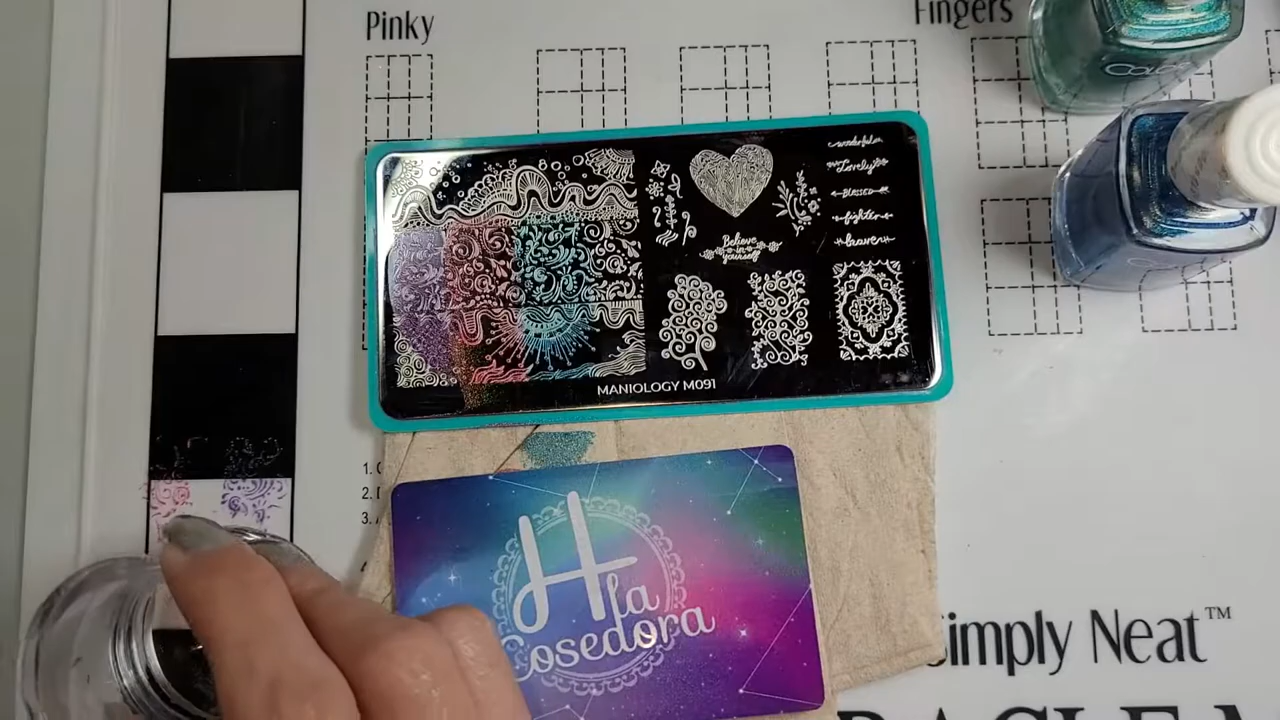 Pinky
Fingers
Color
wonderful
Lovely
BLESSED
fighter
brave
Believe
in
yourself
MANIOLOGY M091
1.
2.
3.
H
la
Cosedora
Simply Neat™